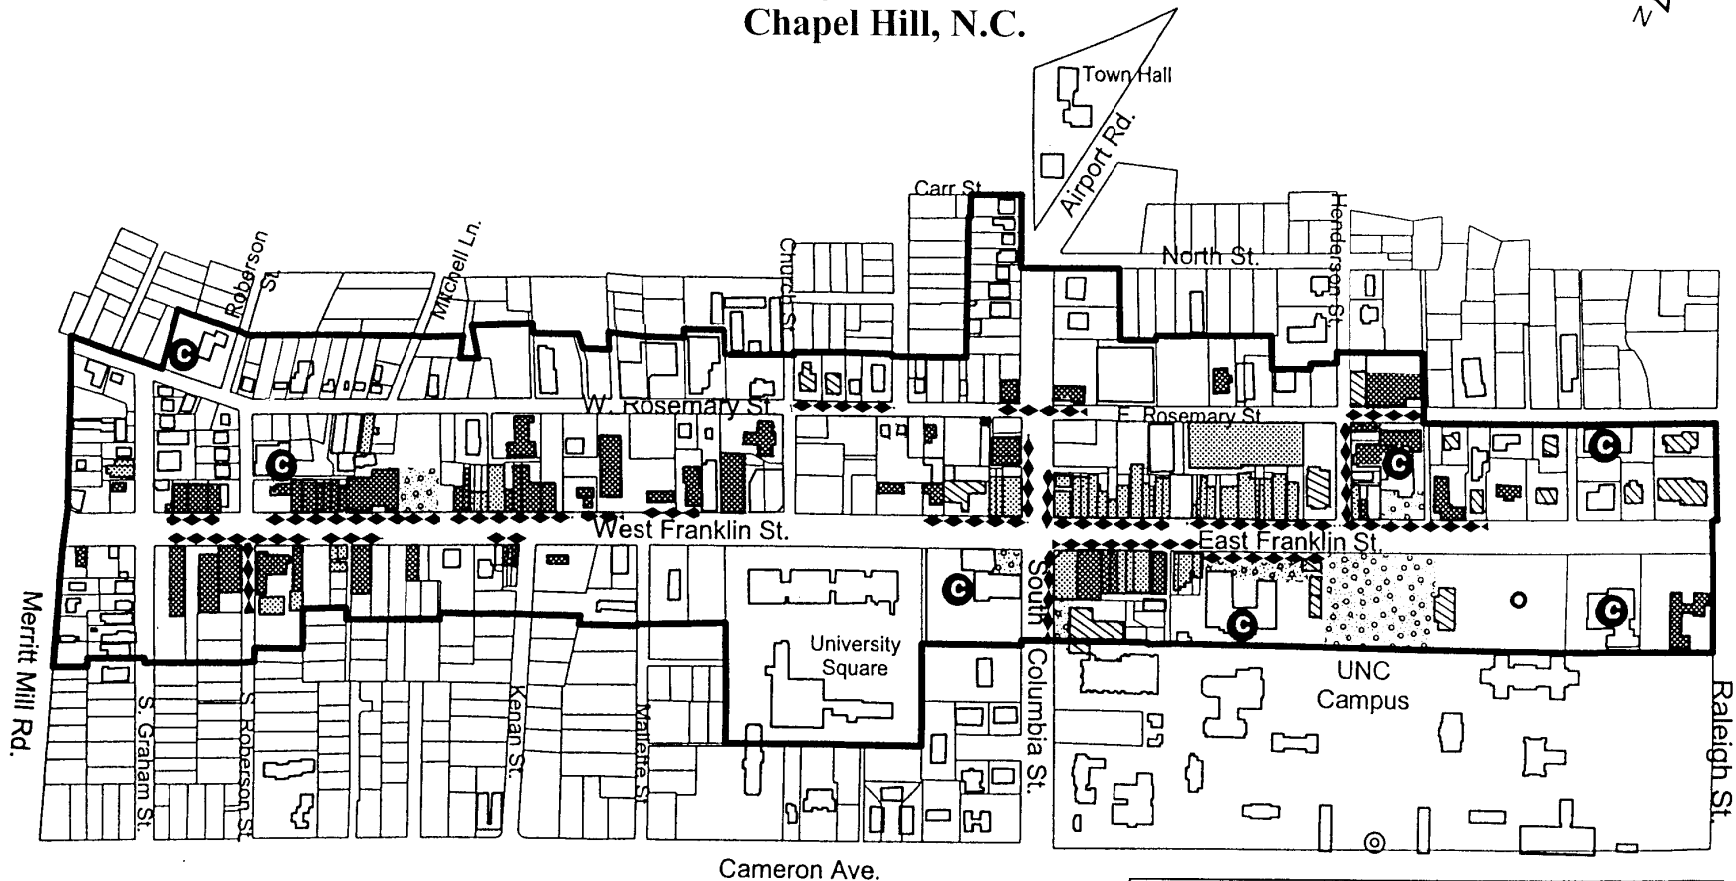 Chapel Hill, N.C.
N
Town Hall
Airport Rd.
Carr St.
Henderson St.
North St.
Church St.
Mitchell Ln.
Roberson
St.
C
W. Rosemary St.
E. Rosemary St.
C
C
C
West Franklin St.
East Franklin St.
C
C
C
South Columbia St.
Merritt Mill Rd.
University
Square
UNC
Campus
S. Graham St.
S. Roberson St.
Kenan St.
Mallette St.
Raleigh St.
Cameron Ave.